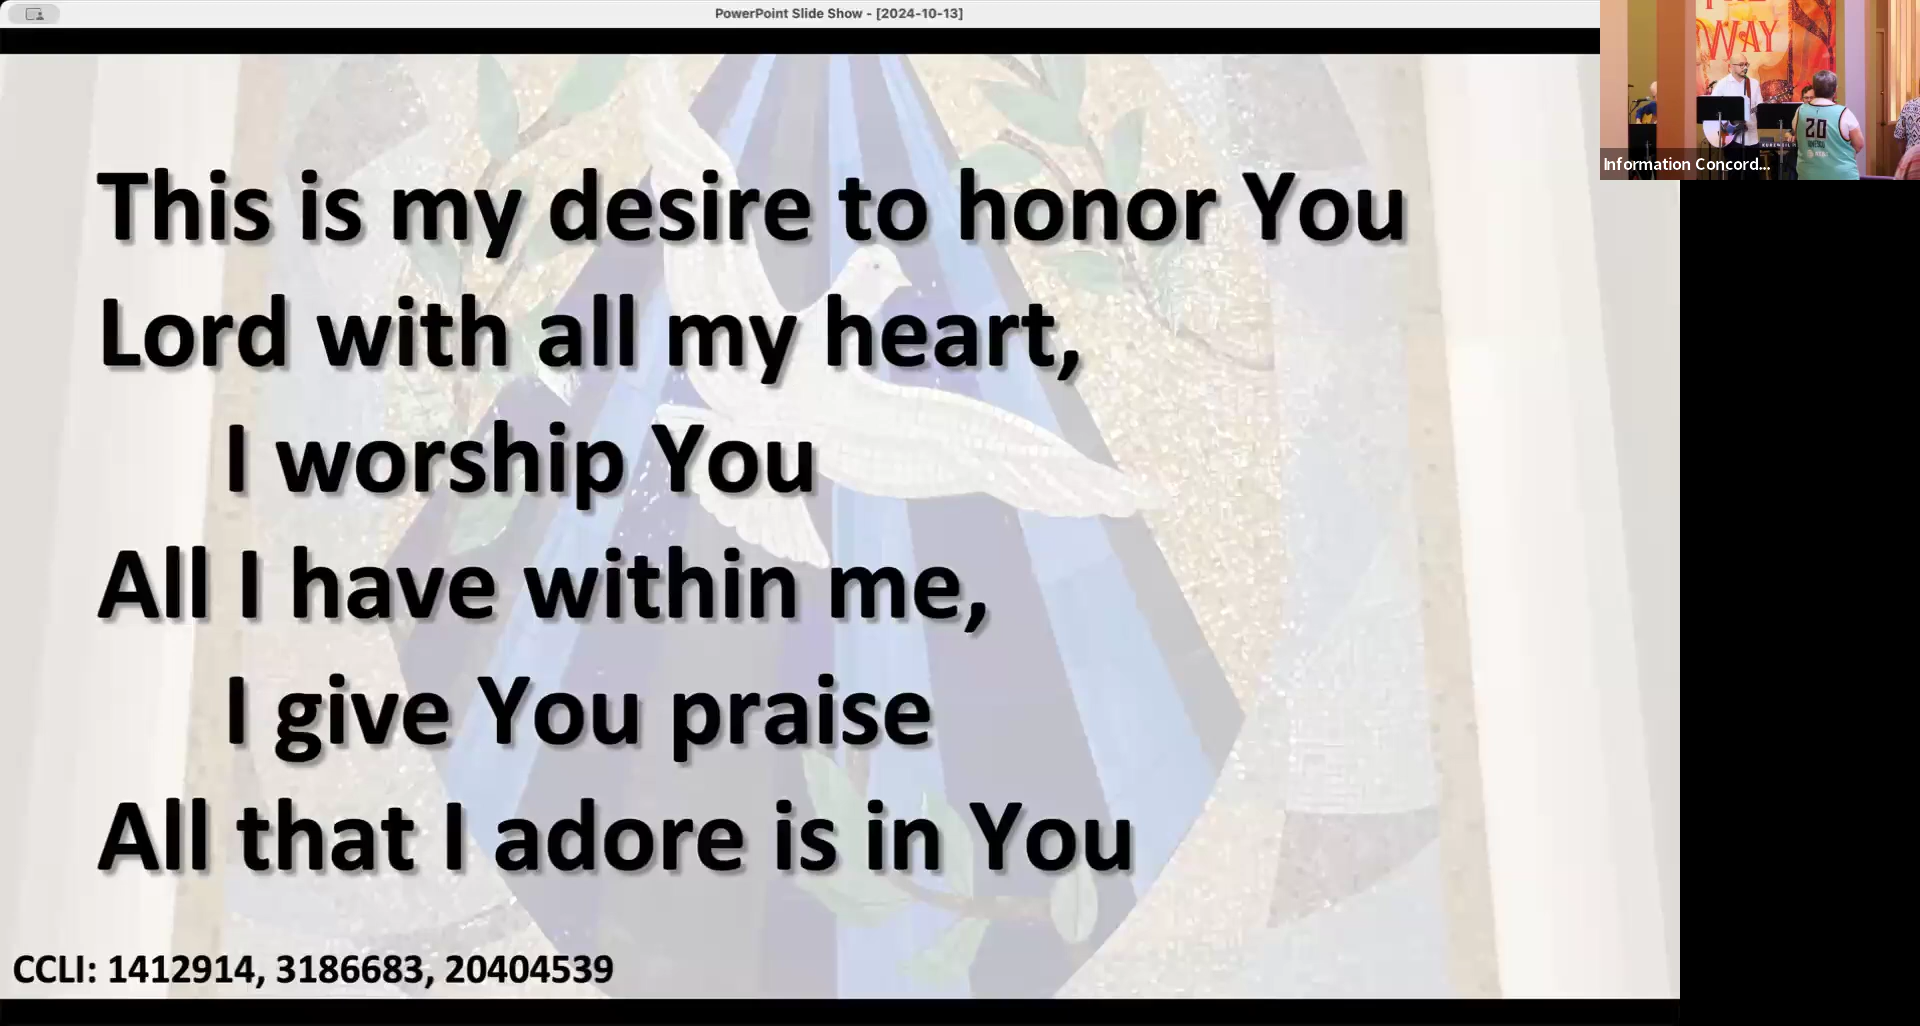 PowerPoint Slide Show - [2024-10-13]
WAY
20
Information Concord...
This is my desire to honor You
Lord with all my heart,
I worship You
All I have within me,
I give You praise
All that I adore is in You
CCLI: 1412914, 3186683, 20404539